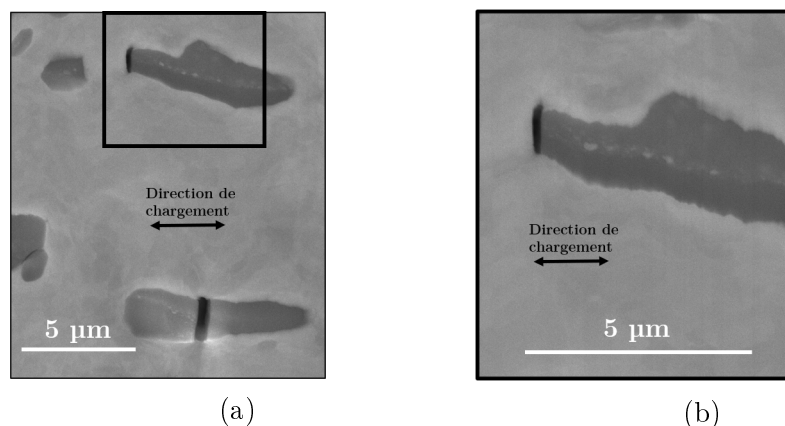 Direction de
chargement
5 µm
(a)
Direction de
chargement
5 µm
(b)